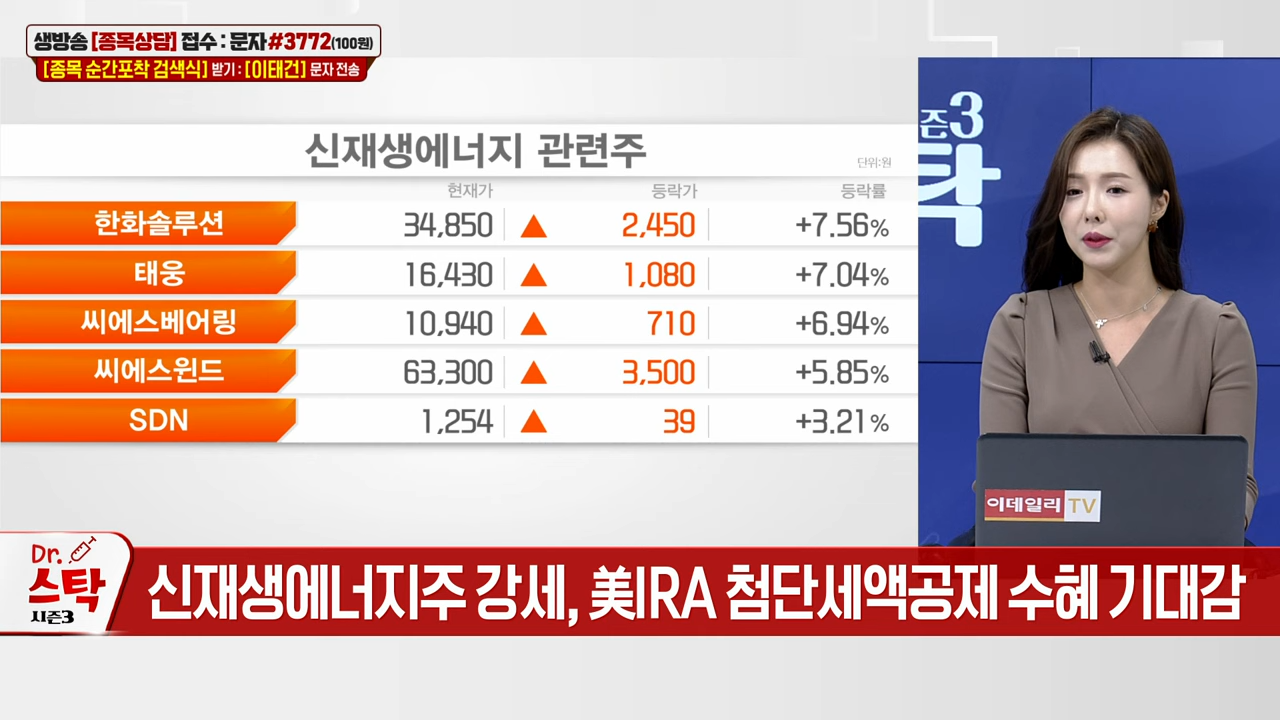 생방송 [종목상담] 접수 : 문자#3772(100원)
[종목 순간포착 검색식] 받기 : [이태건] 문자 전송
신재생에너지 관련주
단위:원
현재가 등락가 등락률
한화솔루션 34,850 ▲ 2,450 +7.56%
태웅 16,430 ▲ 1,080 +7.04%
씨에스베어링 10,940 ▲ 710 +6.94%
씨에스윈드 63,300 ▲ 3,500 +5.85%
SDN 1,254 ▲ 39 +3.21%
즌3
탁
이데일리 TV
Dr.
스탁
시즌3
신재생에너지주 강세, 美IRA 첨단세액공제 수혜 기대감